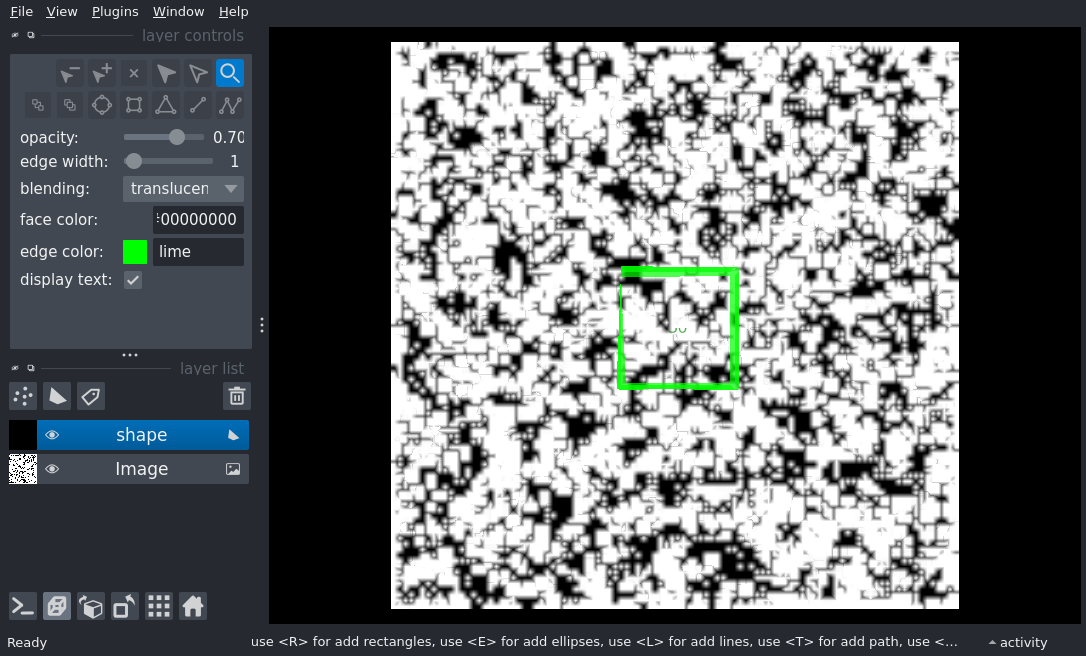 File View Plugins Window Help
layer controls
opacity: 0.70
edge width: 1
blending: translucen
face color: 00000000
edge color: lime
display text:
layer list
shape
Image
Ready
use <R> for add rectangles, use <E> for add ellipses, use <L> for add lines, use <T> for add path, use <...
activity